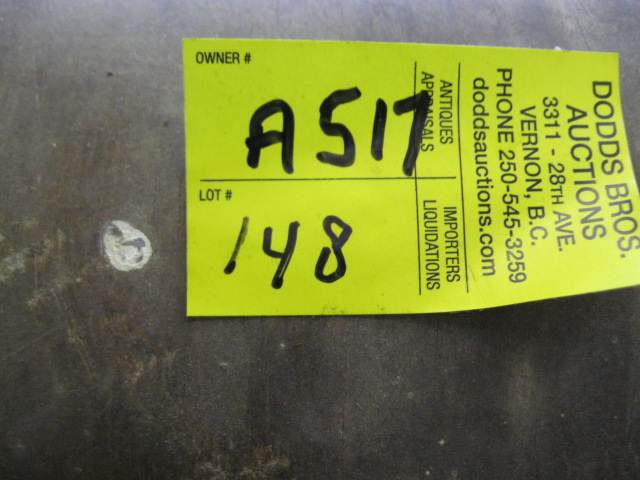 OWNER #
A517
LOT #
148
ANTIQUES
APPRAISALS
IMPORTERS
LIQUIDATIONS
DODDS BROS.
AUCTIONS
3311 - 28TH AVE.
VERNON, B.C.
PHONE 250-545-3259
doddsauctions.com